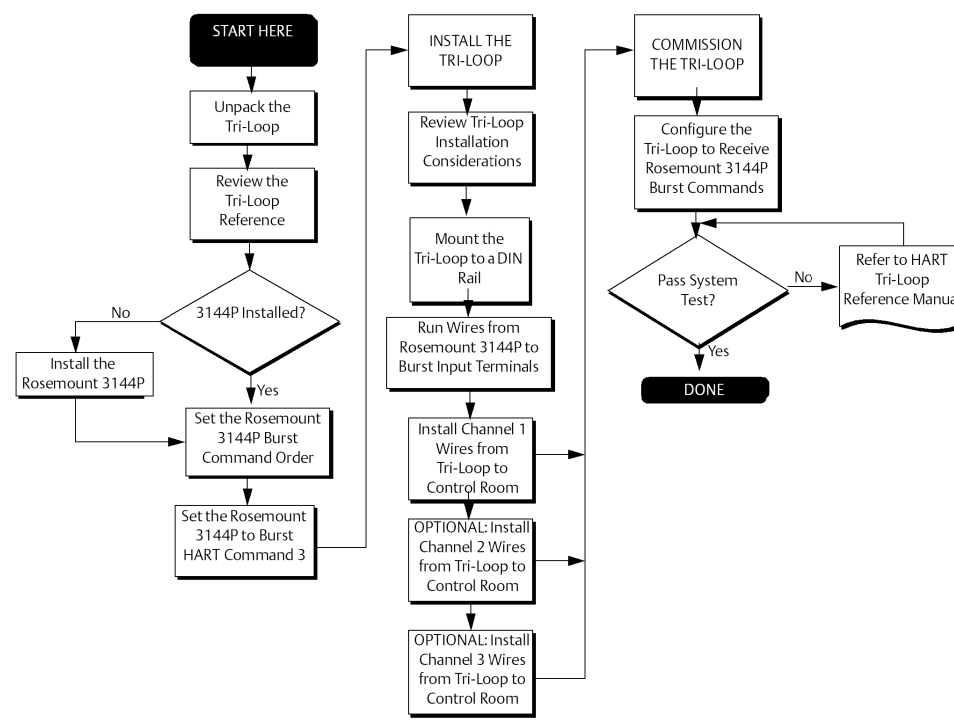 START HERE
Unpack the
Tri-Loop
Review the
Tri-Loop
Reference
3144P Installed?
No
Install the
Rosemount 3144P
Yes
Set the Rosemount
3144P Burst
Command Order
Set the Rosemount
3144P to Burst
HART Command 3
INSTALL THE
TRI-LOOP
Review Tri-Loop
Installation
Considerations
Mount the
Tri-Loop to a DIN
Rail
Run Wires from
Rosemount 3144P to
Burst Input Terminals
Install Channel 1
Wires from
Tri-Loop to
Control Room
OPTIONAL: Install
Channel 2 Wires
from Tri-Loop to
Control Room
OPTIONAL: Install
Channel 3 Wires
from Tri-Loop to
Control Room
COMMISSION
THE TRI-LOOP
Configure the
Tri-Loop to Receive
Rosemount 3144P
Burst Commands
Pass System
Test?
No
Refer to HART
Tri-Loop
Reference Manual
Yes
DONE